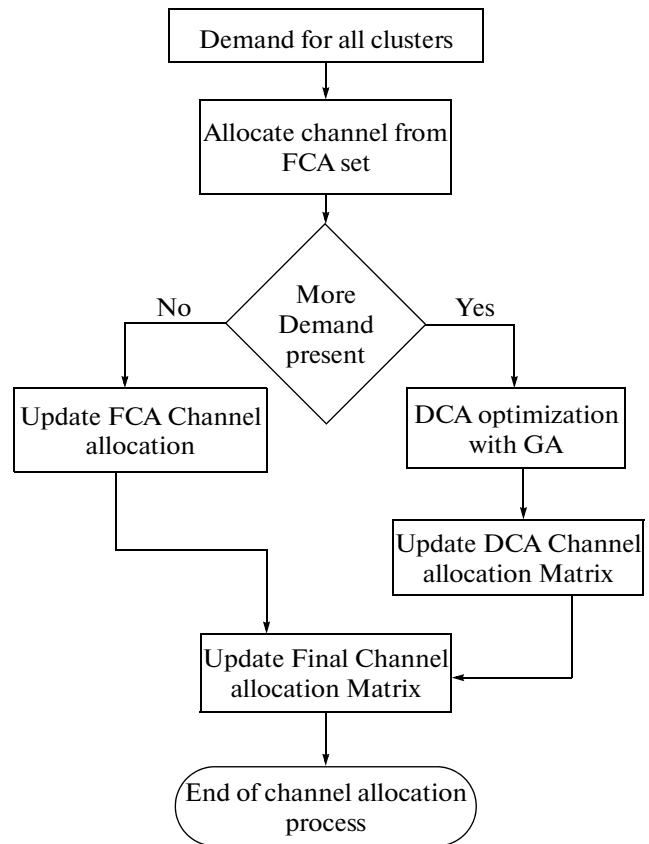 Demand for all clusters
Allocate channel from
FCA set
No
More
Demand
present
Yes
Update FCA Channel
allocation
DCA optimization
with GA
Update DCA Channel
allocation Matrix
Update Final Channel
allocation Matrix
End of channel allocation
process